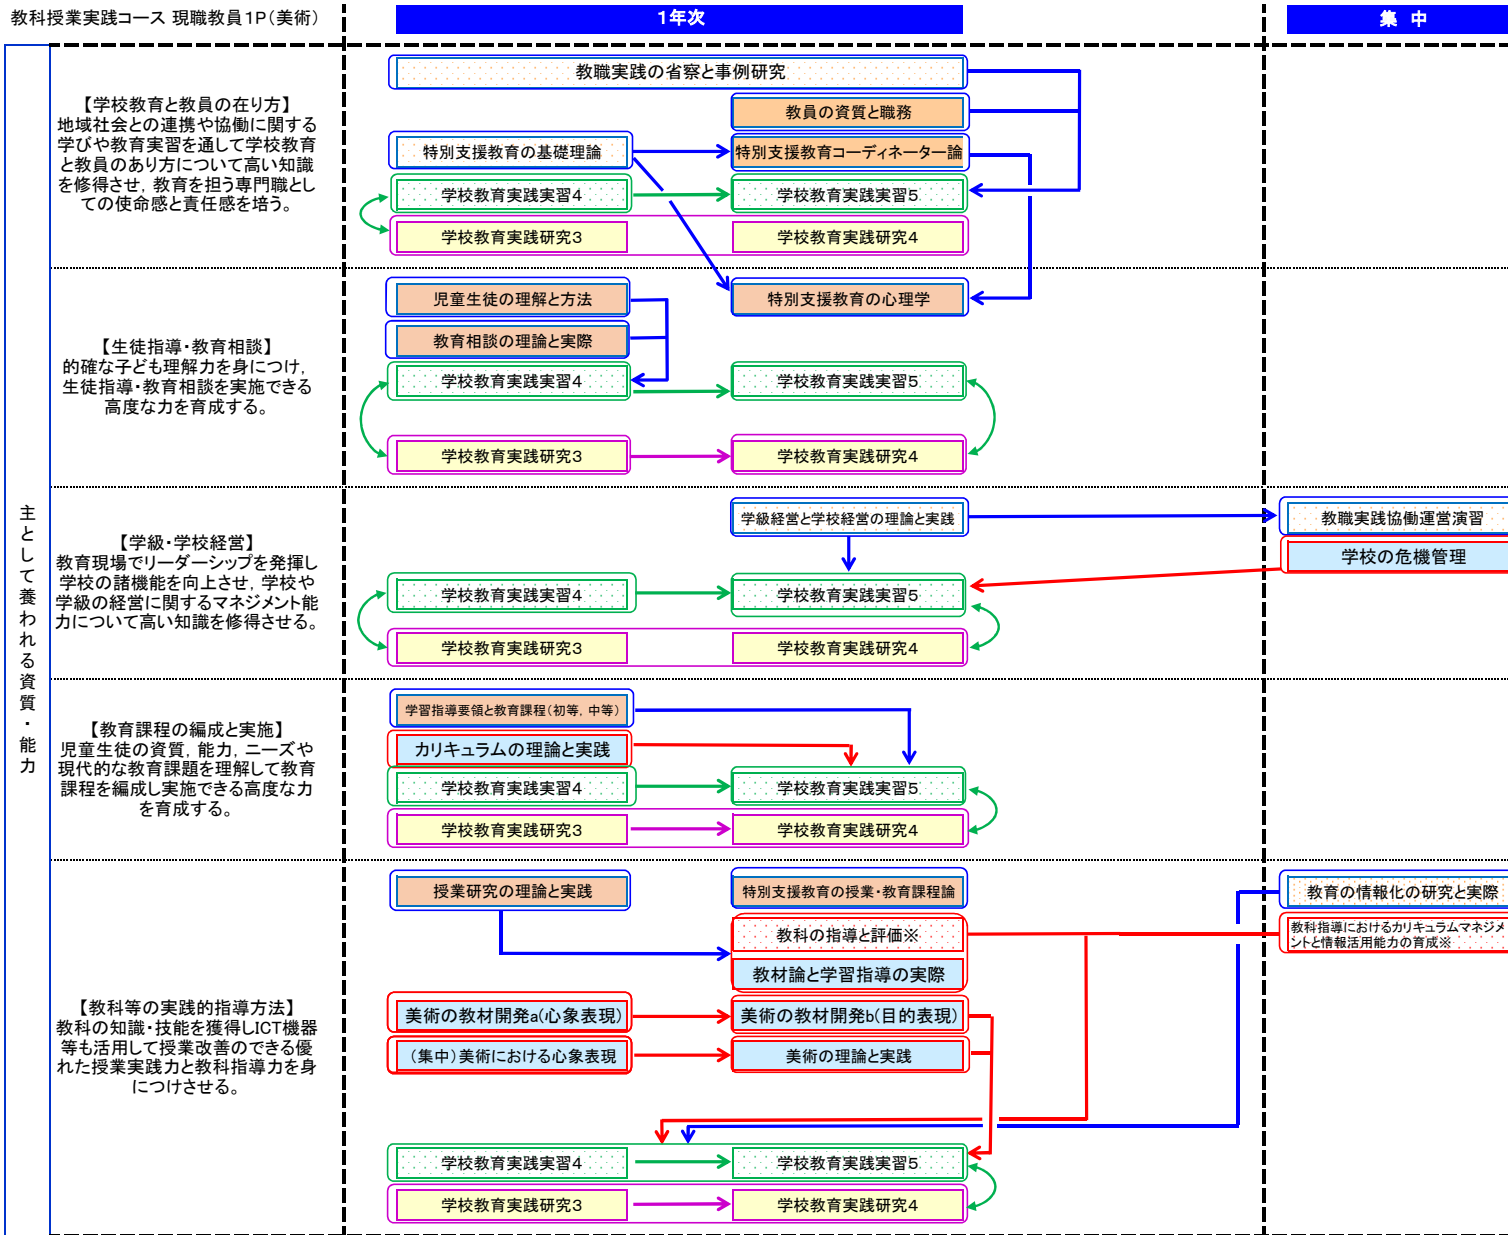 教科授業実践コース 現職教員1P(美術)
1年次
集 中
主として養われる資質・能力
【学校教育と教員の在り方】
地域社会との連携や協働に関する
学びや教育実習を通して学校教育
と教員のあり方について高い知識
を修得させ，教育を担う専門職とし
ての使命感と責任感を培う。
教職実践の省察と事例研究
教員の資質と職務
特別支援教育の基礎理論
特別支援教育コーディネーター論
学校教育実践実習4
学校教育実践実習5
学校教育実践研究3
学校教育実践研究4
【生徒指導・教育相談】
的確な子ども理解力を身につけ，
生徒指導・教育相談を実施できる
高度な力を育成する。
児童生徒の理解と方法
特別支援教育の心理学
教育相談の理論と実際
学校教育実践実習4
学校教育実践実習5
学校教育実践研究3
学校教育実践研究4
【学級・学校経営】
教育現場でリーダーシップを発揮し
学校の諸機能を向上させ，学校や
学級の経営に関するマネジメント能
力について高い知識を修得させる。
学級経営と学校経営の理論と実践
教職実践協働運営演習
学校の危機管理
学校教育実践実習4
学校教育実践実習5
学校教育実践研究3
学校教育実践研究4
【教育課程の編成と実施】
児童生徒の資質，能力，ニーズや
現代的な教育課題を理解して教育
課程を編成し実施できる高度な力
を育成する。
学習指導要領と教育課程(初等，中等)
カリキュラムの理論と実践
学校教育実践実習4
学校教育実践実習5
学校教育実践研究3
学校教育実践研究4
【教科等の実践的指導方法】
教科の知識・技能を獲得しICT機器
等も活用して授業改善のできる優
れた授業実践力と教科指導力を身
につけさせる。
授業研究の理論と実践
特別支援教育の授業・教育課程論
教育の情報化の研究と実際
教科の指導と評価※
教科指導におけるカリキュラムマネジメ
ントと情報活用能力の育成※
教材論と学習指導の実際
美術の教材開発a(心象表現)
美術の教材開発b(目的表現)
(集中)美術における心象表現
美術の理論と実践
学校教育実践実習4
学校教育実践実習5
学校教育実践研究3
学校教育実践研究4